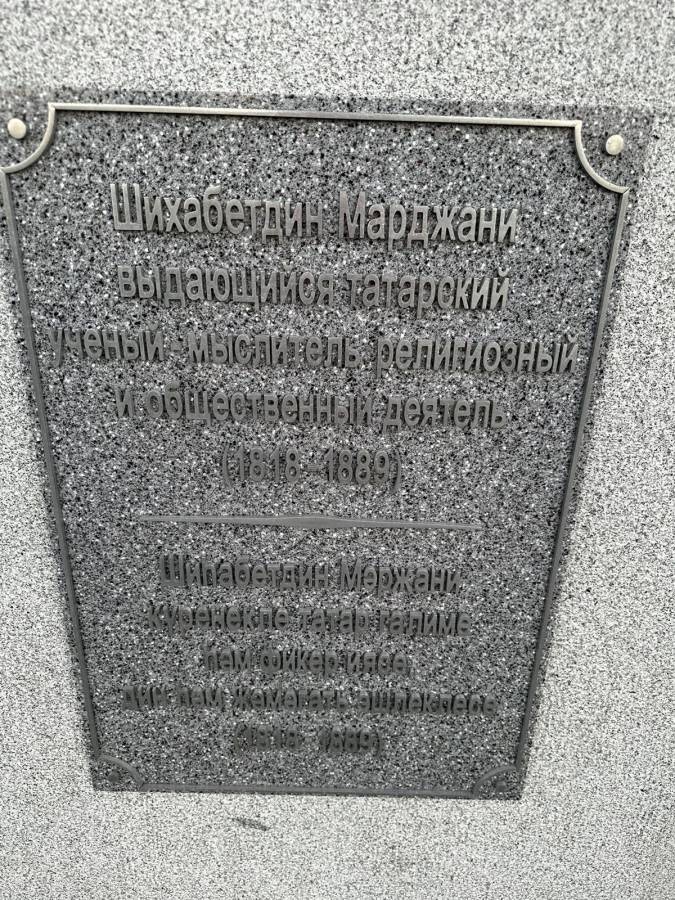 Шихабетдин Марджани
выдающийся татарский
ученый-мыслитель, религиозный
и общественный деятель
(1818-1889)
Шиһабетдин Мәрҗани
күренекле татар галиме
һәм фикер иясе,
дин һәм җәмәгать эшлеклесе
(1818-1889)